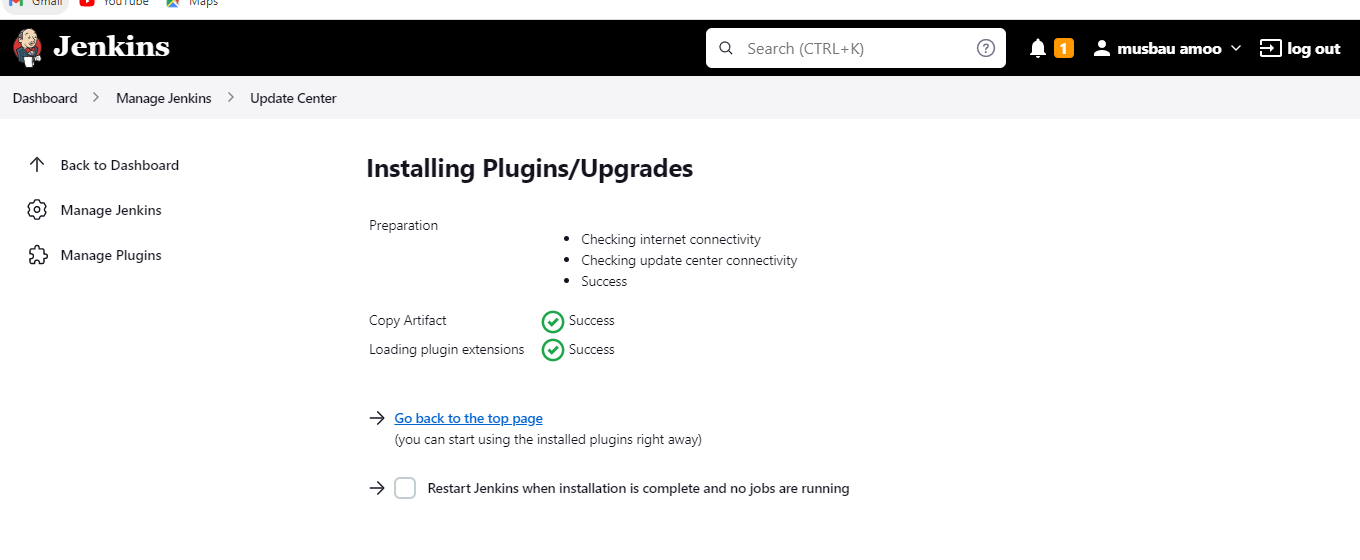 Gmail
YouTube
Maps
Jenkins
Search (CTRL+K)
?
1
musbau amoo
log out
Dashboard
Manage Jenkins
Update Center
Back to Dashboard
Manage Jenkins
Manage Plugins
Installing Plugins/Upgrades
Preparation
Checking internet connectivity
Checking update center connectivity
Success
Copy Artifact Success
Loading plugin extensions Success
Go back to the top page
(you can start using the installed plugins right away)
Restart Jenkins when installation is complete and no jobs are running